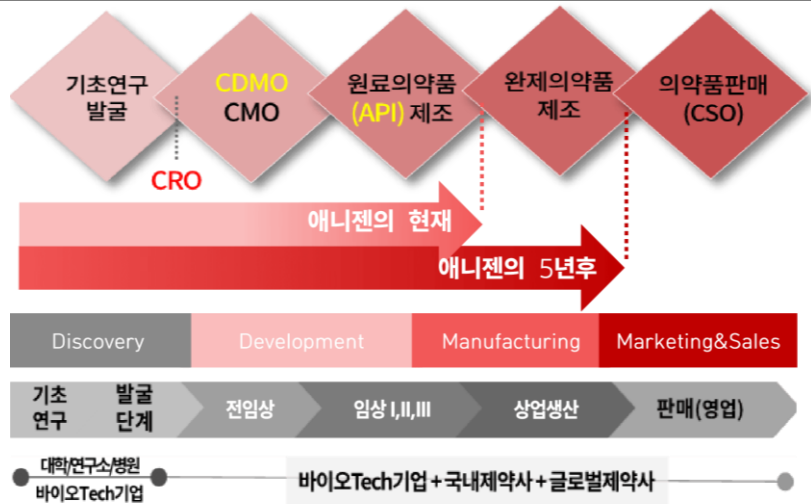 기초연구
발굴
CDMO
CMO
원료의약품
(API) 제조
완제의약품
제조
의약품판매
(CSO)
CRO
애니젠의 현재
애니젠의 5년후
Discovery
Development
Manufacturing
Marketing&Sales
기초
연구
발굴
단계
전임상
임상 I,II,III
상업생산
판매(영업)
대학/연구소/병원
바이오Tech기업
바이오Tech기업 + 국내제약사 + 글로벌제약사